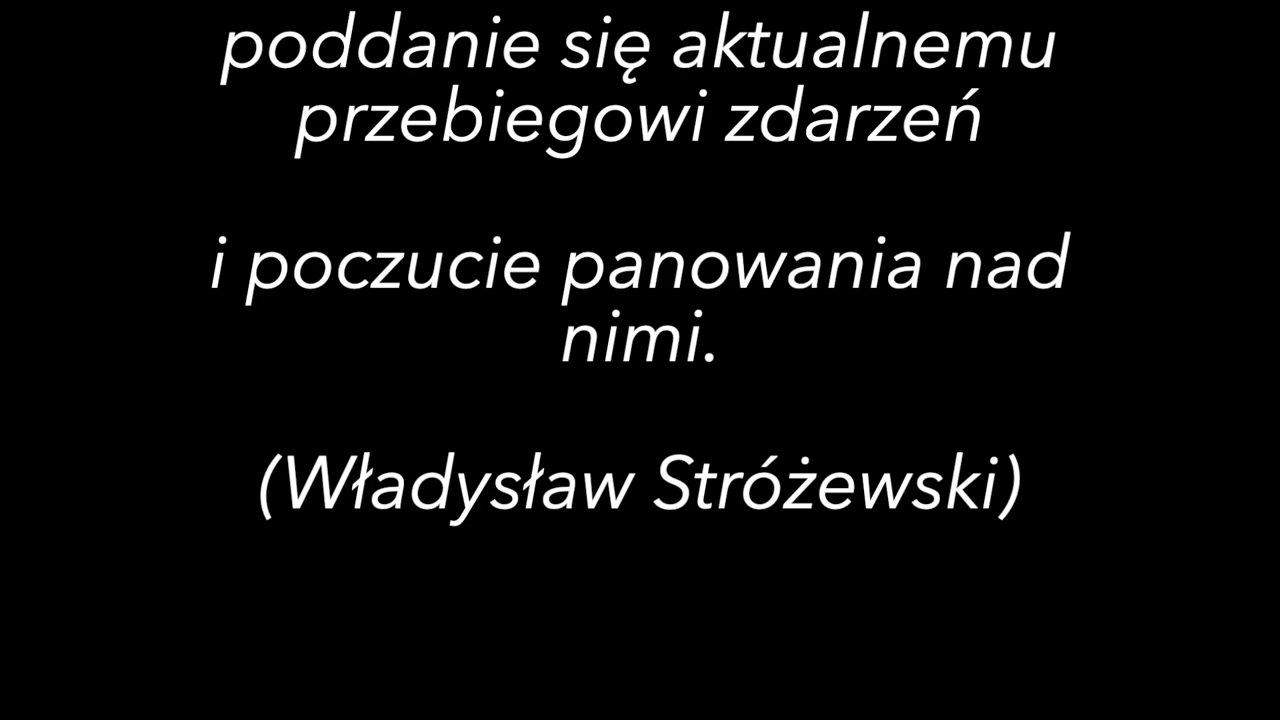 poddanie się aktualnemu
przebiegowi zdarzeń
i poczucie panowania nad
nimi.
(Władysław Stróżewski)